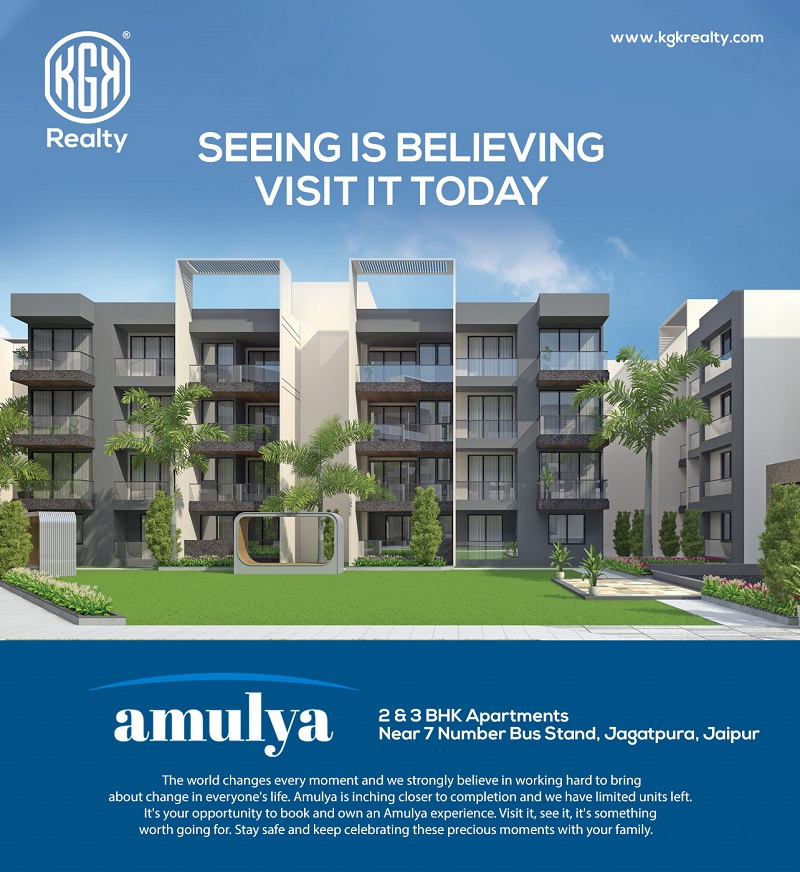 KGK®
Realty
www.kgkrealty.com
SEEING IS BELIEVING
VISIT IT TODAY
amulya
2 & 3 BHK Apartments
Near 7 Number Bus Stand, Jagatpura, Jaipur
The world changes every moment and we strongly believe in working hard to bring
about change in everyone's life. Amulya is inching closer to completion and we have limited units left.
It's your opportunity to book and own an Amulya experience. Visit it, see it, it's something
worth going for. Stay safe and keep celebrating these precious moments with your family.